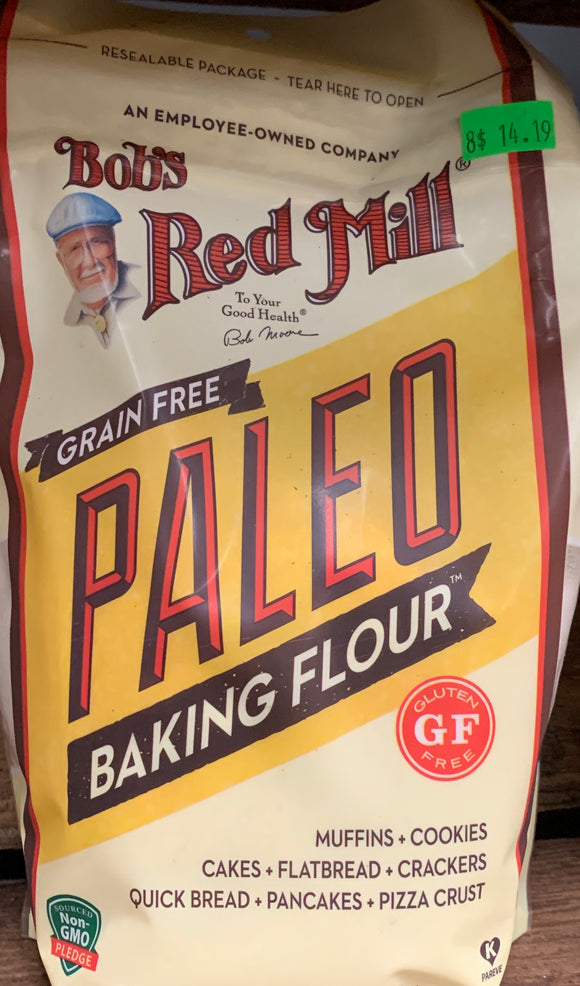 RESEALABLE PACKAGE ~ TEAR HERE TO OPEN
AN EMPLOYEE-OWNED COMPANY
8$ 14.19
Bob's
Red Mill®
To Your
Good Health®
Bob Moore
GRAIN FREE
PALEO
BAKING FLOUR™
GLUTEN
GF
FREE
MUFFINS + COOKIES
CAKES + FLATBREAD + CRACKERS
QUICK BREAD + PANCAKES + PIZZA CRUST
SOURCED
Non-
GMO
PLEDGE
K
PAREVE